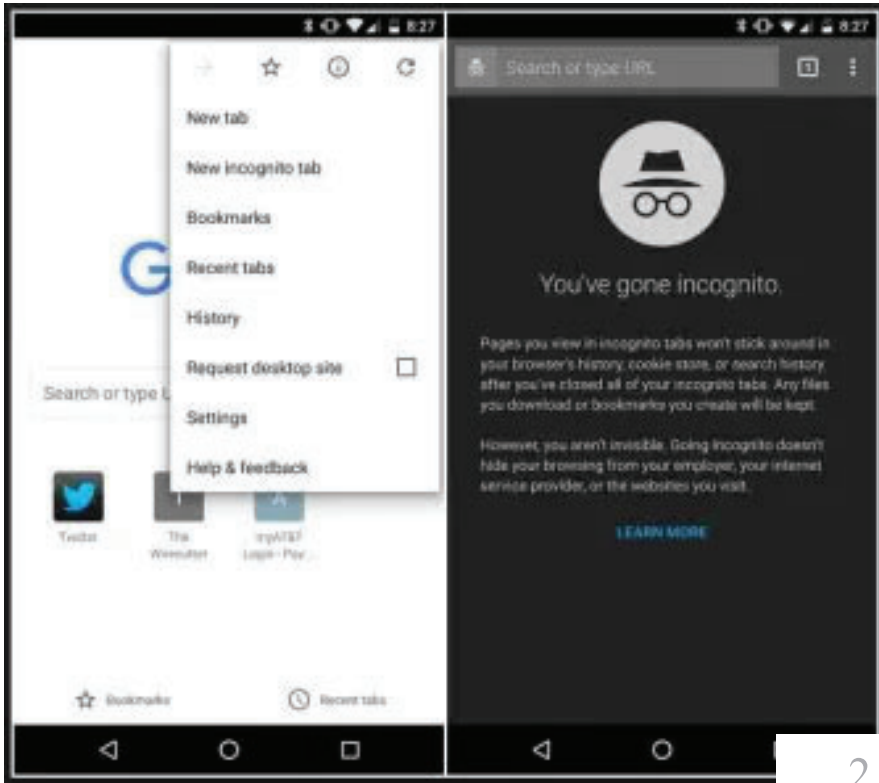 8:27
New tab
New incognito tab
Bookmarks
Recent tabs
History
Request desktop site
Settings
Help & feedback
G
Search or type U
Twitter
The
Wirecutter
myAT&T
Login - Pay ...
Bookmarks
Recent tabs
8:27
Search or type URL
1
You've gone incognito.
Pages you view in incognito tabs won't stick around in
your browser's history, cookie store, or search history
after you've closed all of your incognito tabs. Any files
you download or bookmarks you create will be kept.
However, you aren't invisible. Going incognito doesn't
hide your browsing from your employer, your internet
service provider, or the websites you visit.
LEARN MORE
2